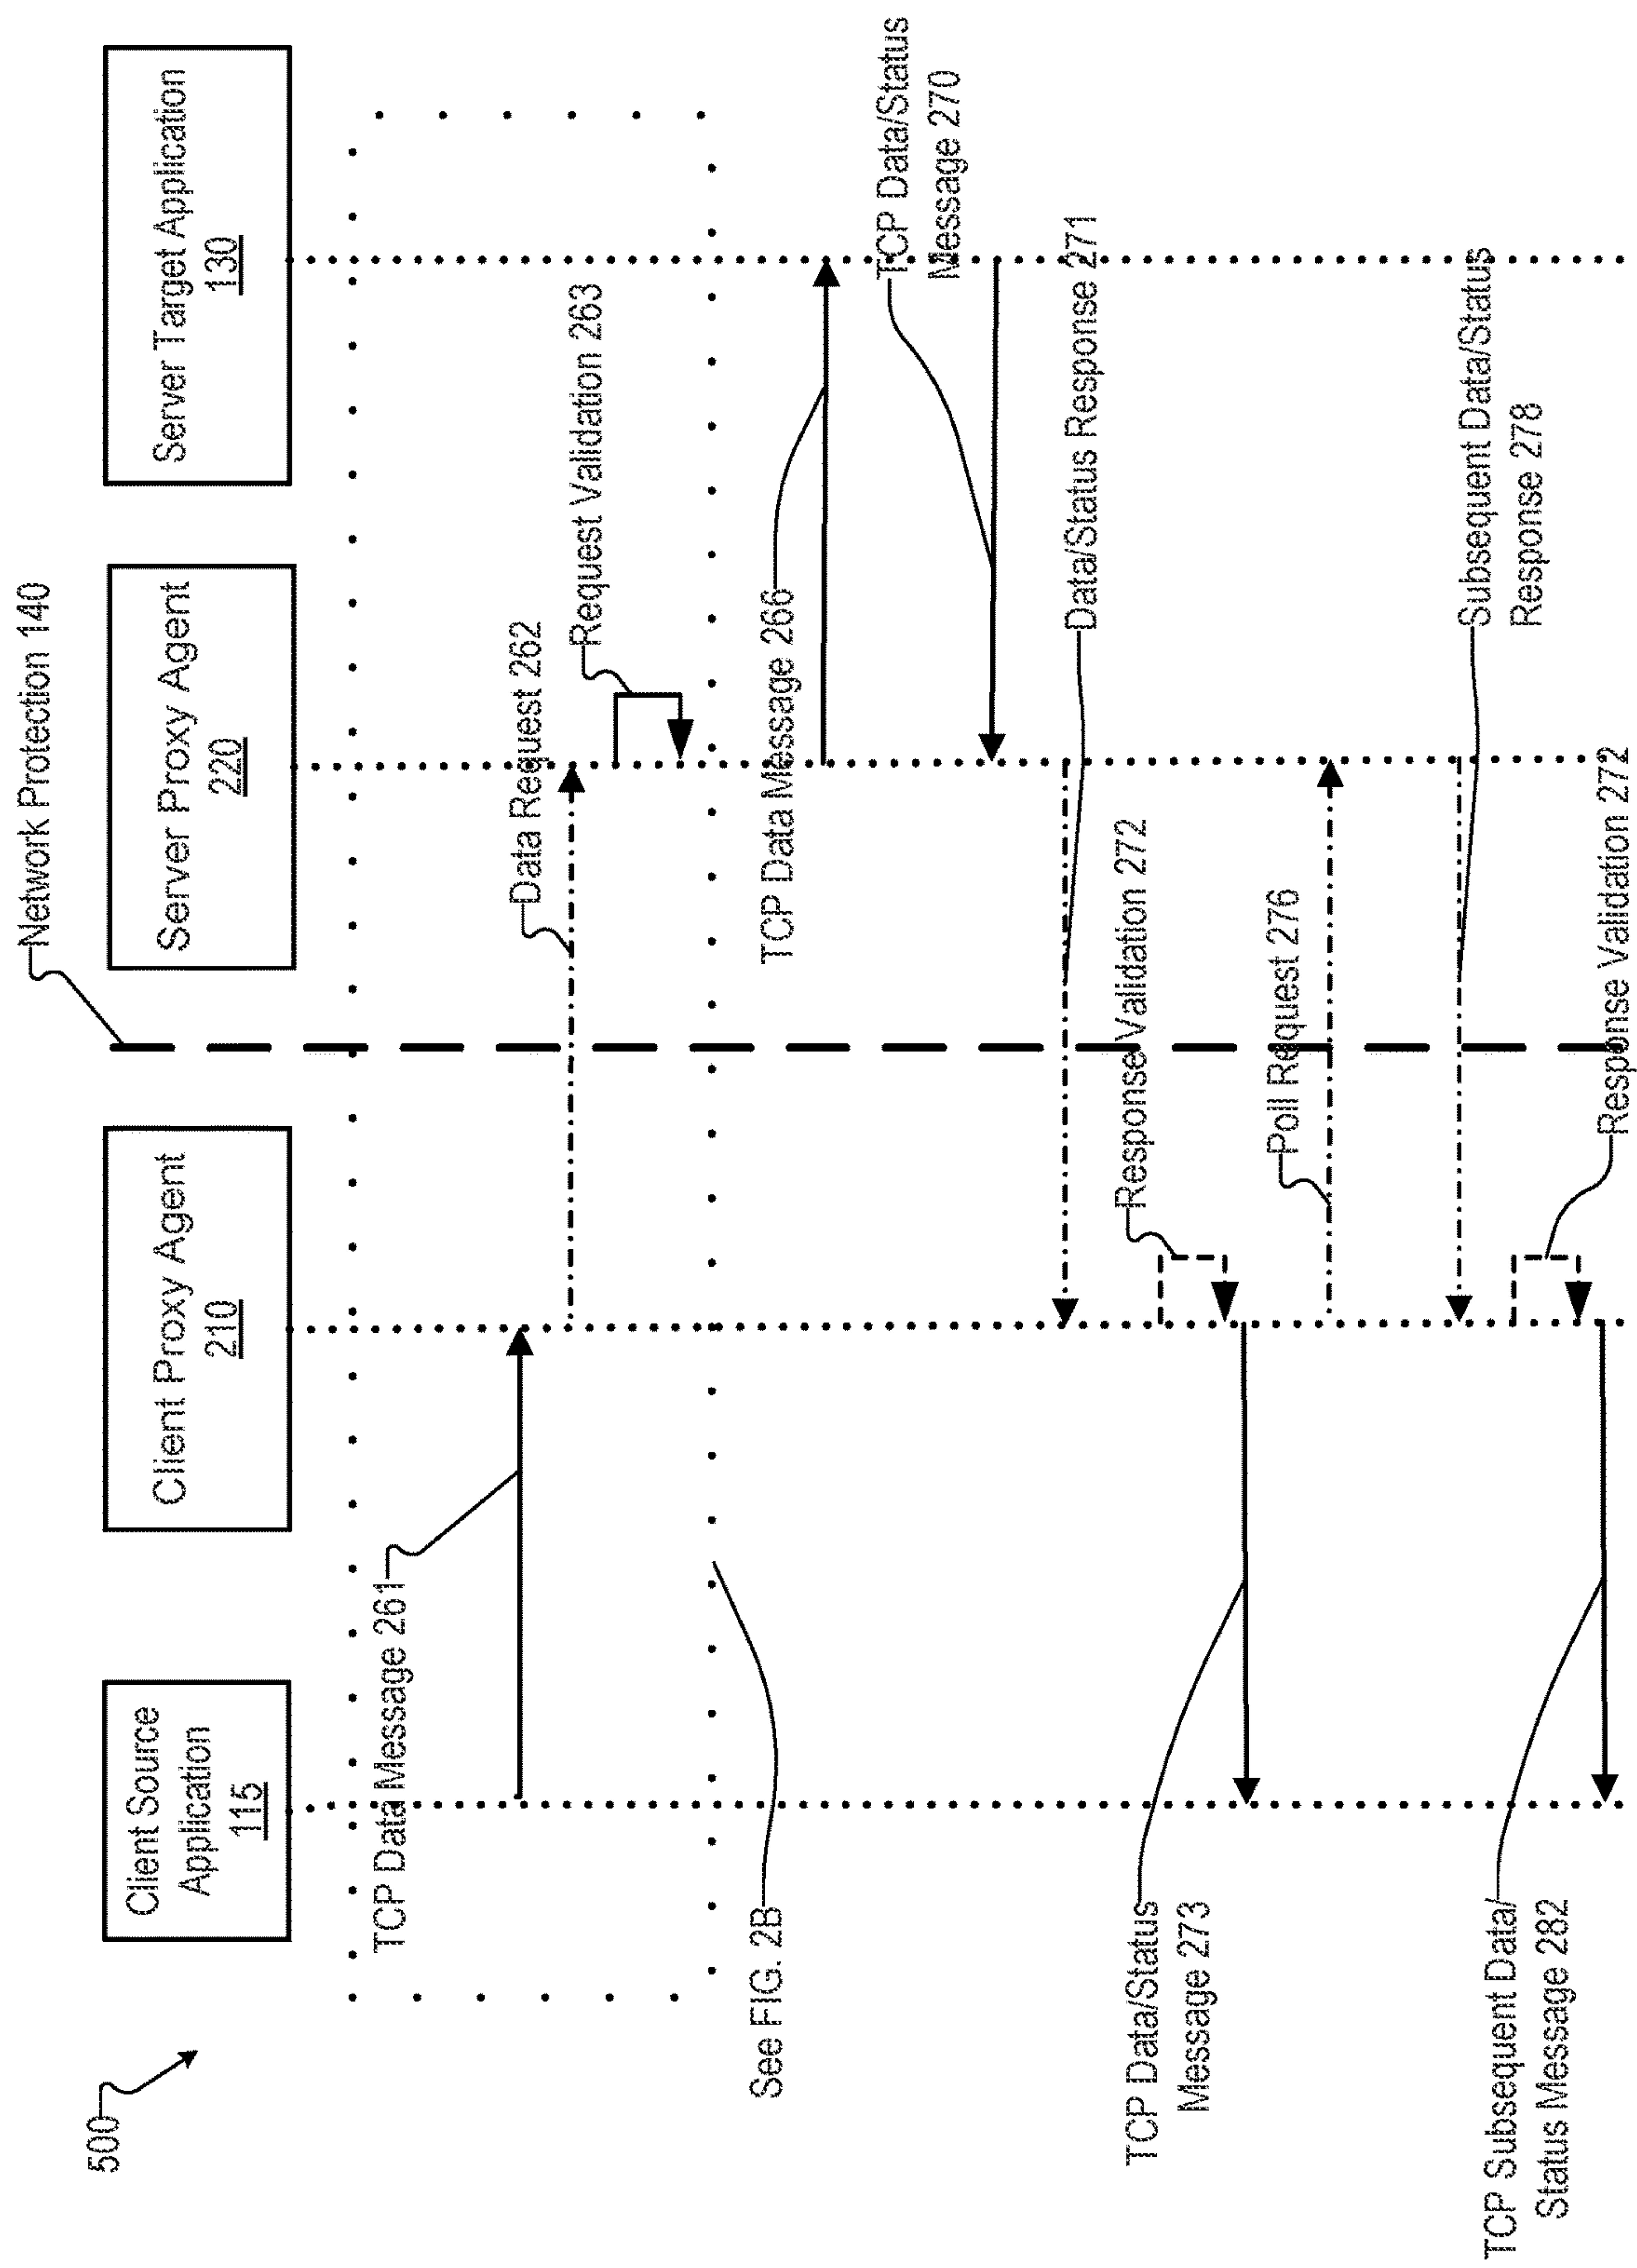 500
Network Protection 140
Client Source
Application
115
Client Proxy Agent
210
Server Proxy Agent
220
Server Target Application
130
TCP Data Message 261
Data Request 262
Request Validation 263
See FIG. 2B
TCP Data Message 266
TCP Data/Status
Message 270
Data/Status Response 271
Response Validation 272
TCP Data/Status
Message 273
Poll Request 276
Subsequent Data/Status
Response 278
Response Validation 272
TCP Subsequent Data/
Status Message 282